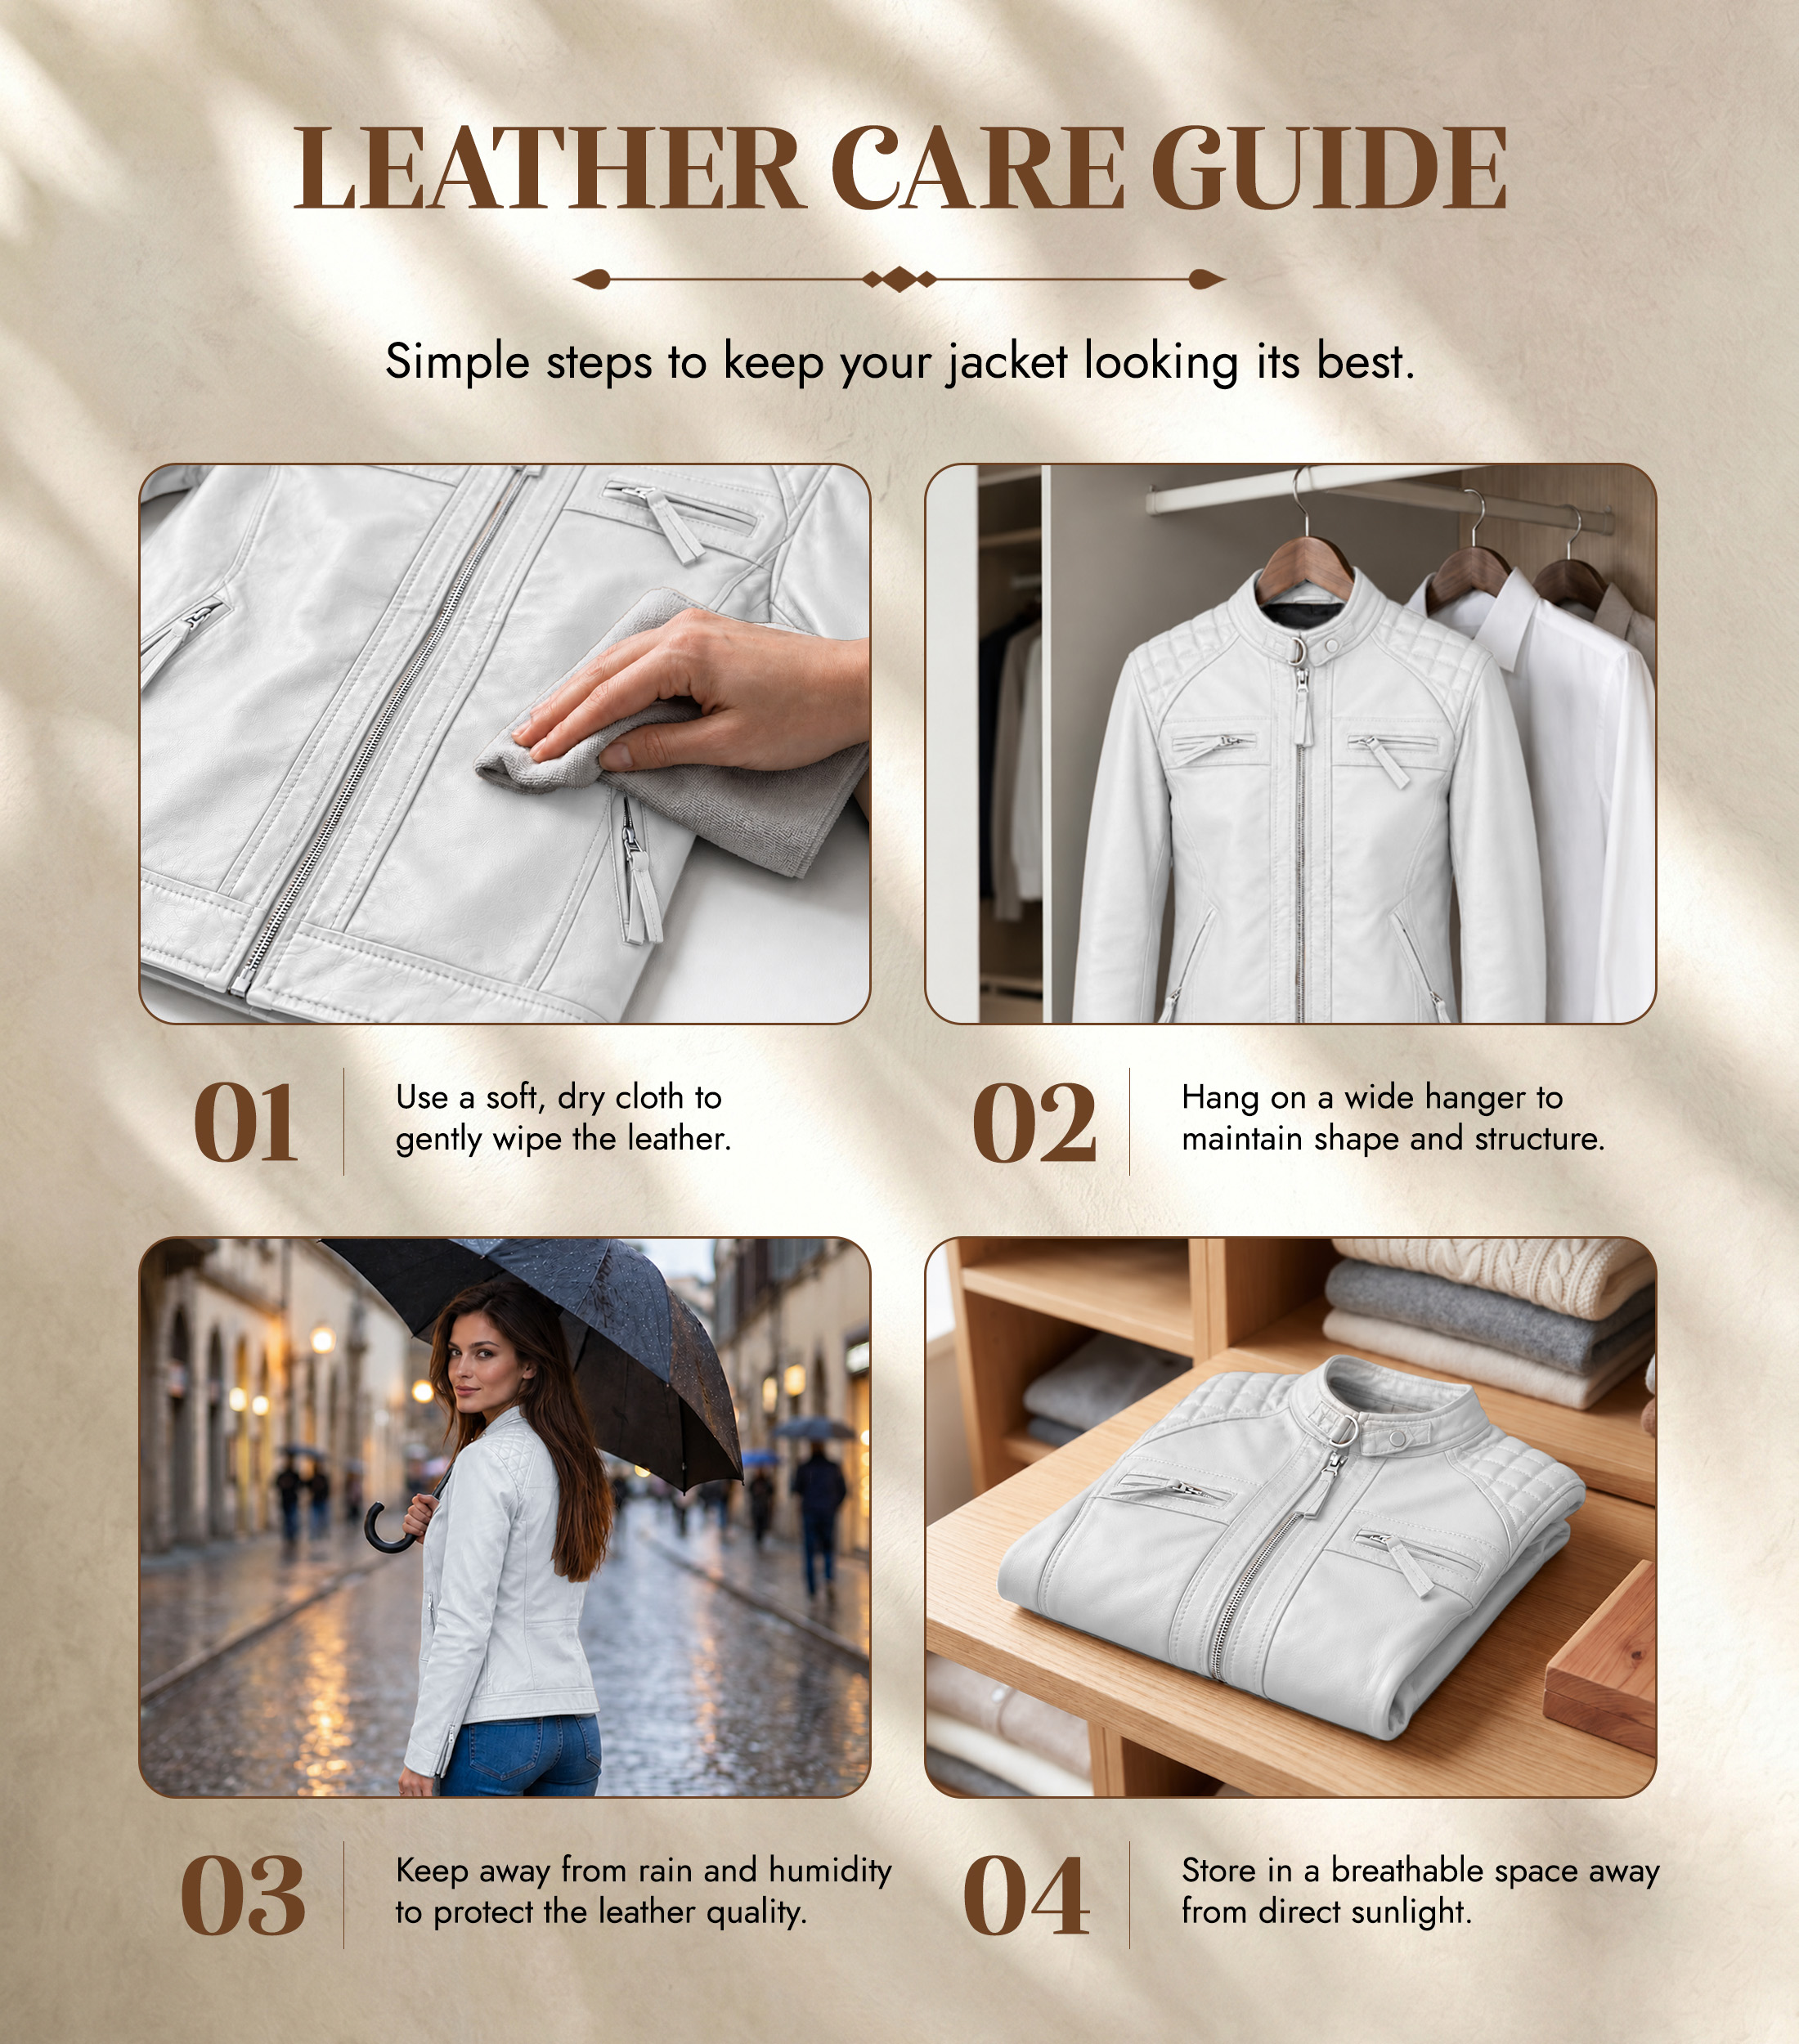 LEATHER CARE GUIDE
Simple steps to keep your jacket looking its best.
01
Use a soft, dry cloth to
gently wipe the leather.
02
Hang on a wide hanger to
maintain shape and structure.
03
Keep away from rain and humidity
to protect the leather quality.
04
Store in a breathable space away
from direct sunlight.